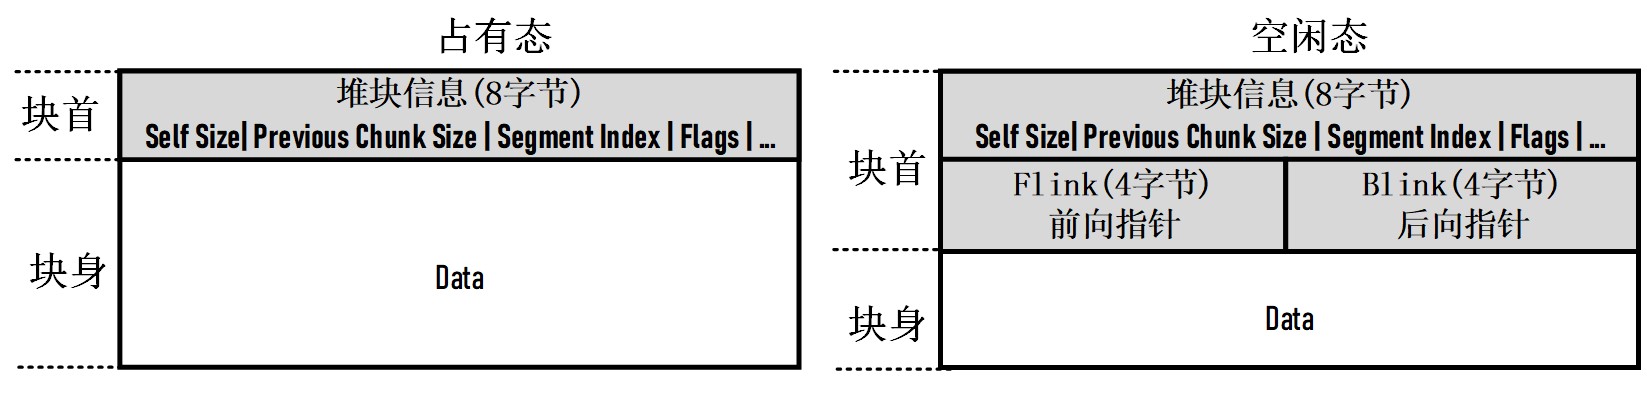 占有态
块首
堆块信息(8字节)
Self Size| Previous Chunk Size | Segment Index | Flags | ...
块身
Data
空闲态
块首
堆块信息(8字节)
Self Size| Previous Chunk Size | Segment Index | Flags | ...
Flink(4字节)
前向指针
Blink(4字节)
后向指针
块身
Data